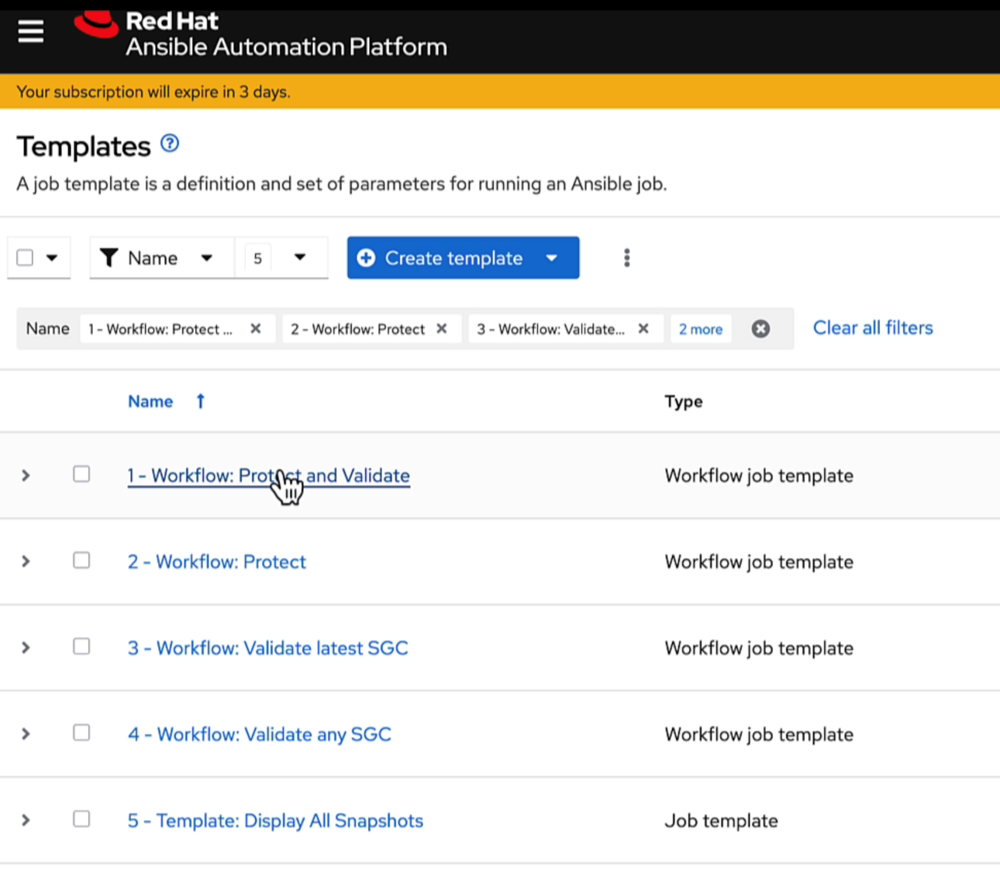 Red Hat
Ansible Automation Platform
Your subscription will expire in 3 days.
Templates
A job template is a definition and set of parameters for running an Ansible job.
Name 5 Create template
Name 1 - Workflow: Protect ... 2 - Workflow: Protect 3 - Workflow: Validate... 2 more Clear all filters
Name Type
1 - Workflow: Protect and Validate Workflow job template
2 - Workflow: Protect Workflow job template
3 - Workflow: Validate latest SGC Workflow job template
4 - Workflow: Validate any SGC Workflow job template
5 - Template: Display All Snapshots Job template